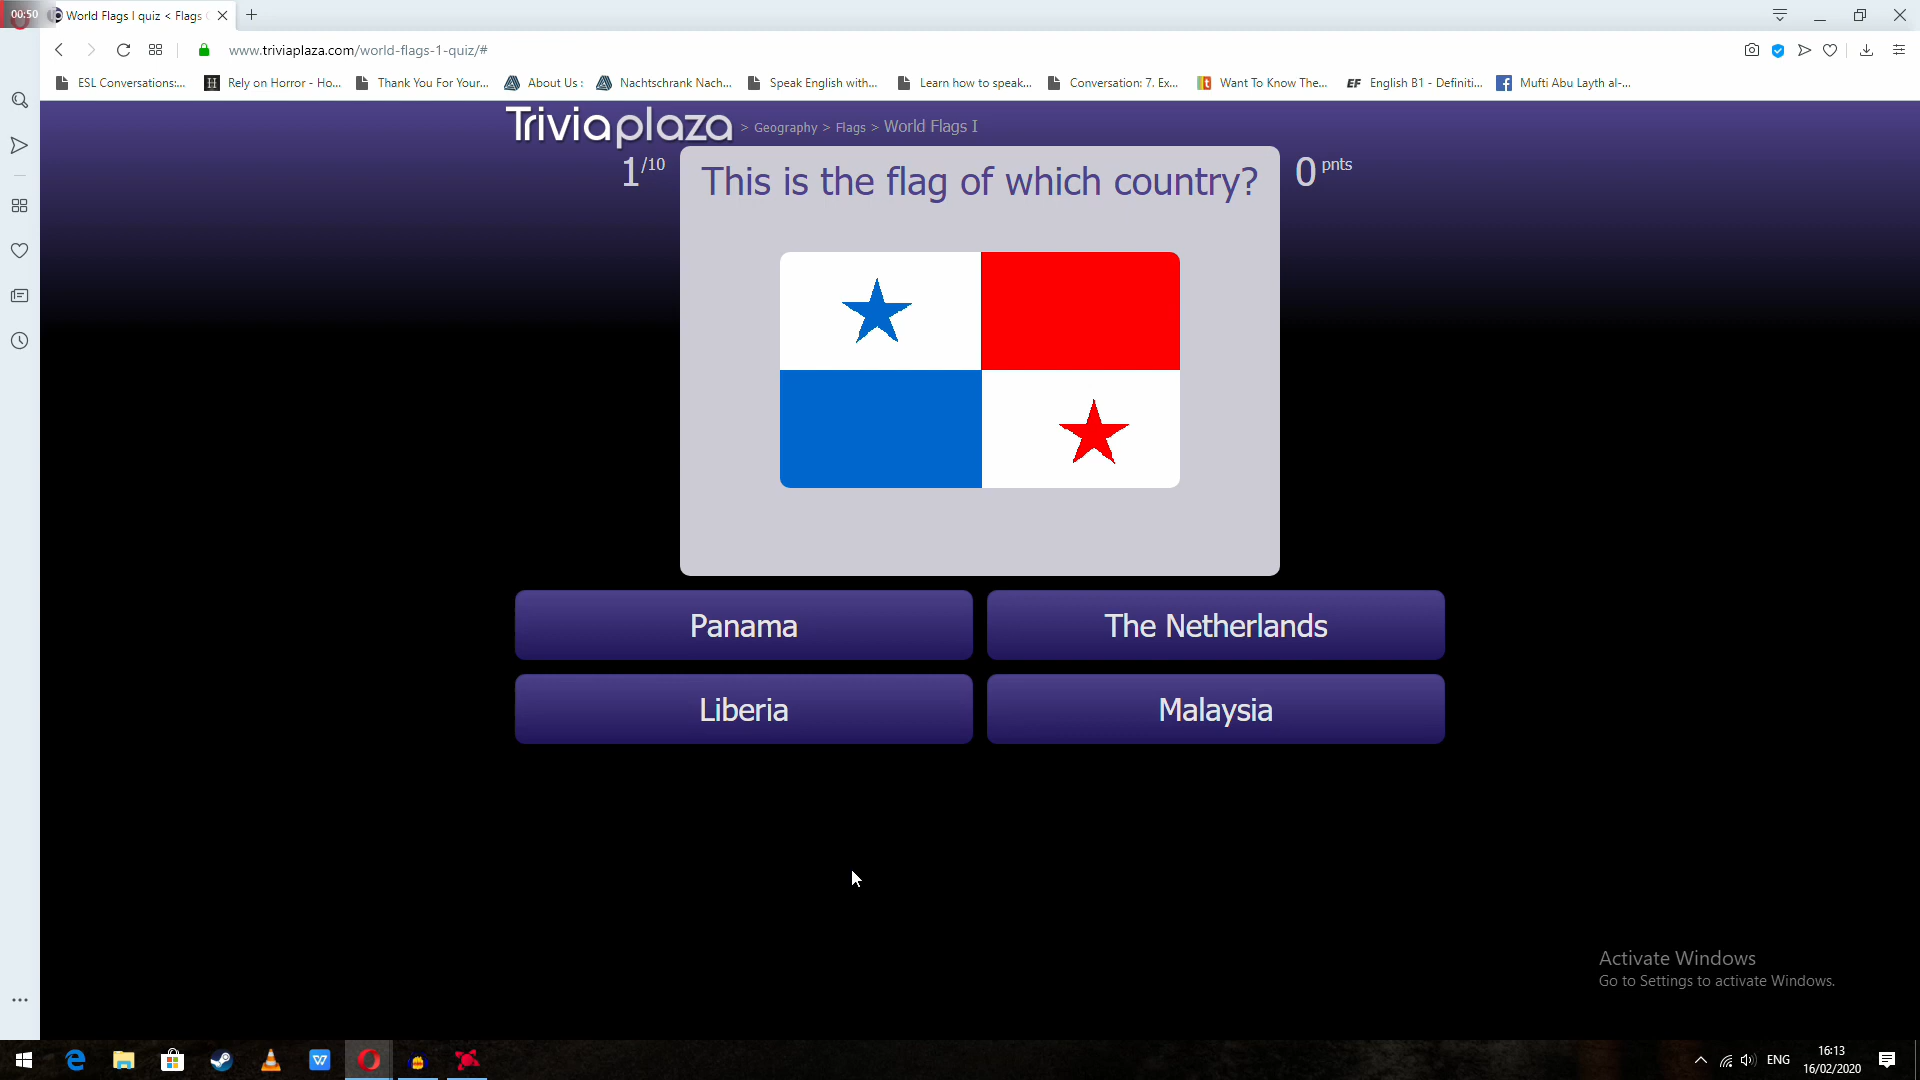 00:50
World Flags I quiz < Flags
www.triviaplaza.com/world-flags-1-quiz/#
ESL Conversations:... Rely on Horror - Ho... Thank You For Your... About Us : Nachtschrank Nach... Speak English with... Learn how to speak... Conversation: 7. Ex... Want To Know The... EF English B1 - Definiti... Mufti Abu Layth al-...
Triviaplaza > Geography > Flags > World Flags I
1/10
This is the flag of which country?
0 pnts
Panama
The Netherlands
Liberia
Malaysia
Activate Windows
Go to Settings to activate Windows.
ENG
16:13
16/02/2020